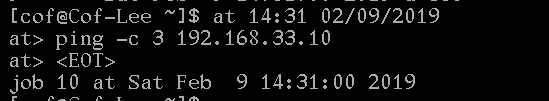 [cof@Cof-Lee ~]$ at 14:31 02/09/2019
at> ping -c 3 192.168.33.10
at> <EOT>
job 10 at Sat Feb  9 14:31:00 2019